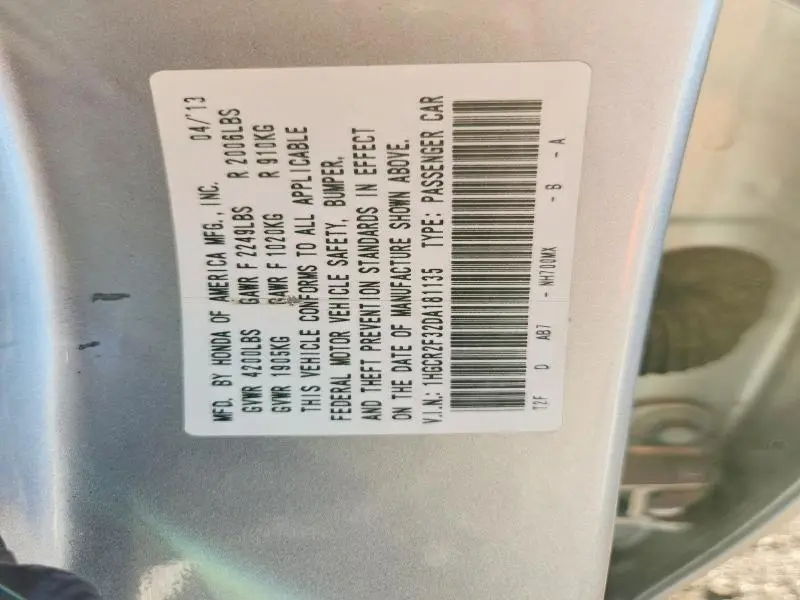 MFD. BY HONDA OF AMERICA MFG., INC. 04/'13
GVWR 4200LBS GAWR F 2249LBS R 2006LBS
GVWR 1905KG GAWR F 1020KG R 910KG
THIS VEHICLE CONFORMS TO ALL APPLICABLE
FEDERAL MOTOR VEHICLE SAFETY, BUMPER,
AND THEFT PREVENTION STANDARDS IN EFFECT
ON THE DATE OF MANUFACTURE SHOWN ABOVE.
V.I.N.: 1HGCR2F32DA181135 TYPE: PASSENGER CAR
T2F D AB7 - NH700MX - B - A